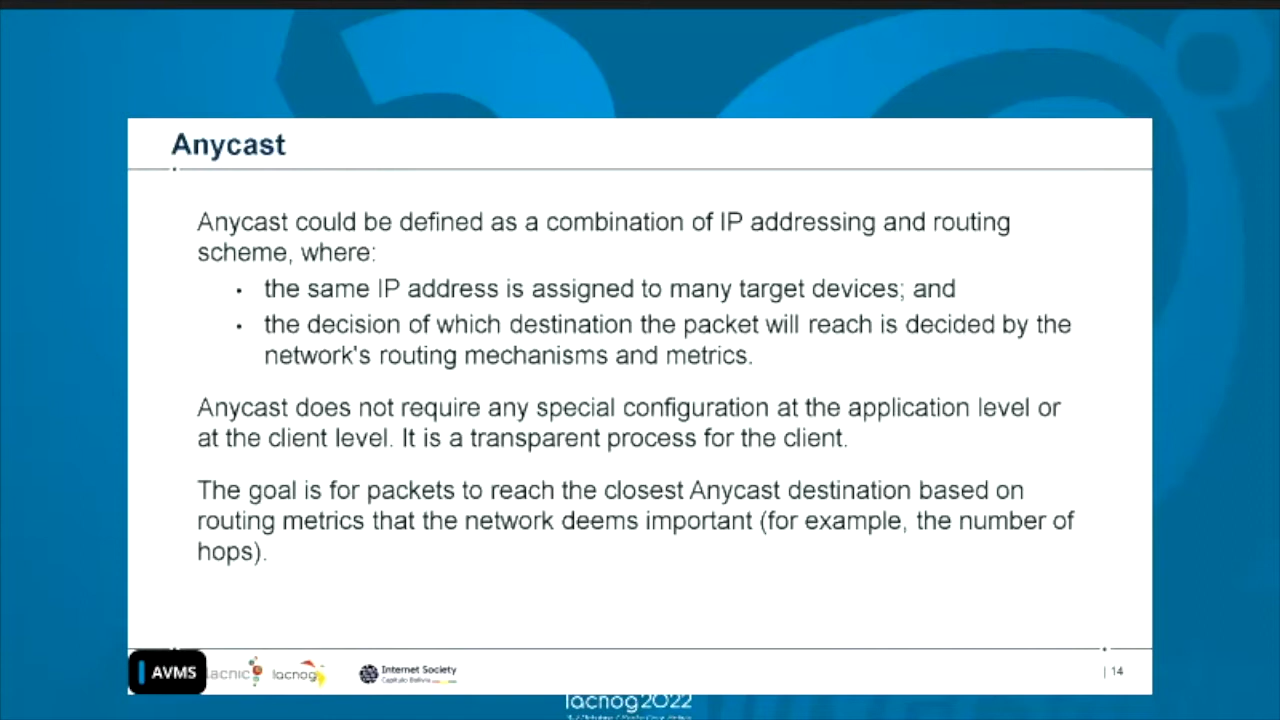 Anycast
Anycast could be defined as a combination of IP addressing and routing
scheme, where:
• the same IP address is assigned to many target devices; and
• the decision of which destination the packet will reach is decided by the
network's routing mechanisms and metrics.
Anycast does not require any special configuration at the application level or
at the client level. It is a transparent process for the client.
The goal is for packets to reach the closest Anycast destination based on
routing metrics that the network deems important (for example, the number of
hops).
AVMS
lacnic
lacnog
Internet Society
Capítulo Bolivia
| 14
lacnog2022